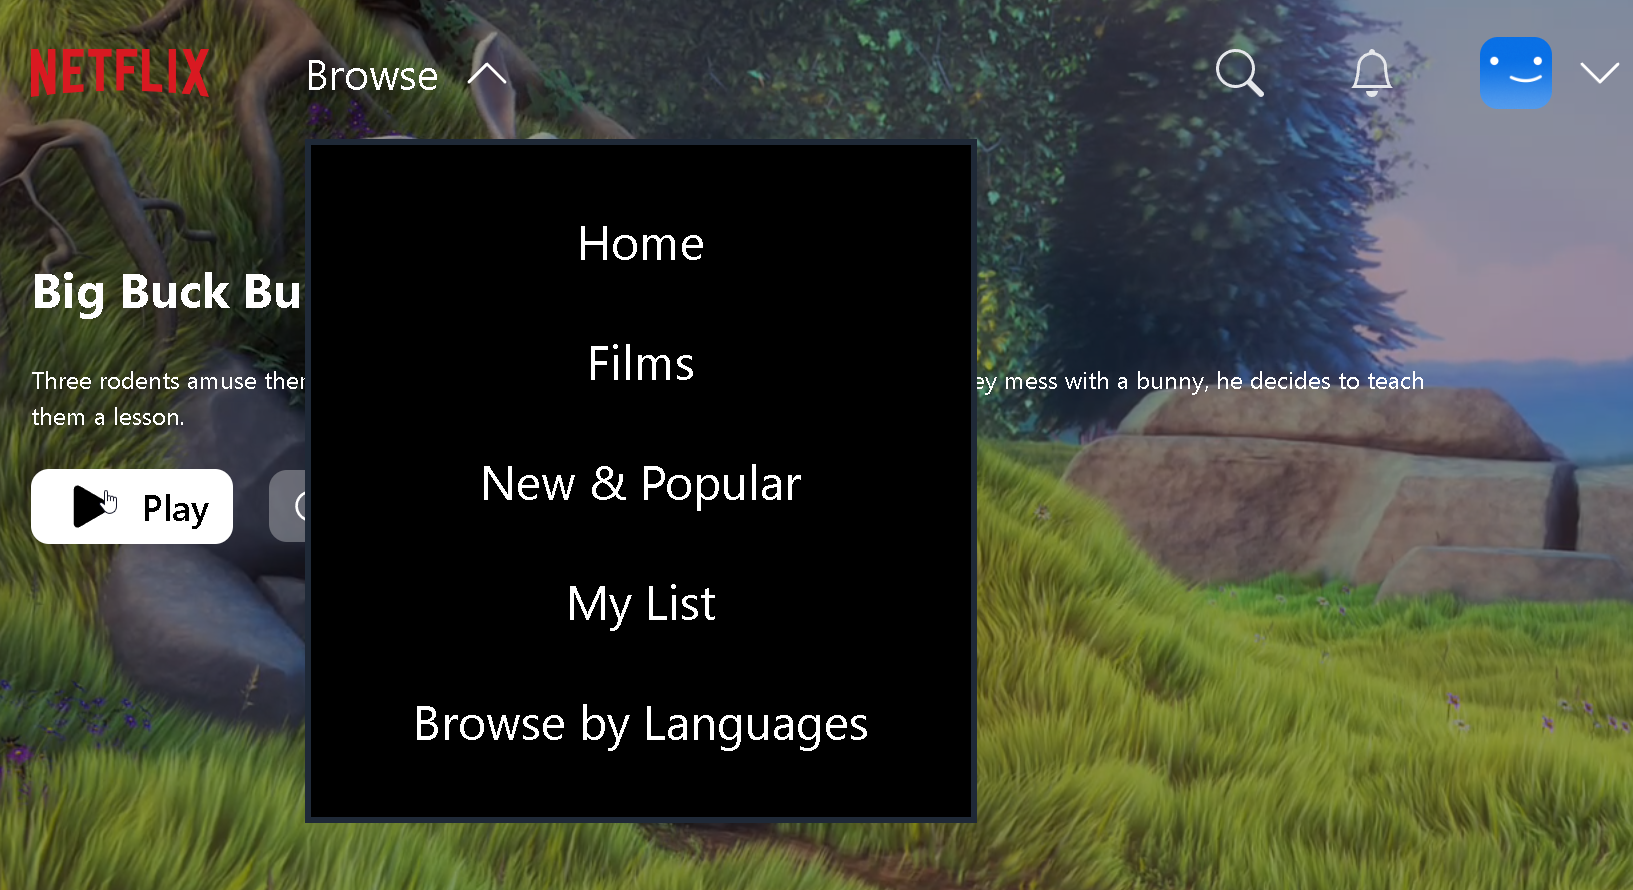 NETFLIX
Browse
Home
Films
New & Popular
My List
Browse by Languages
Big Buck Bu
Three rodents amuse ey mess with a bunny, he decides to teach
them a lesson.
Play